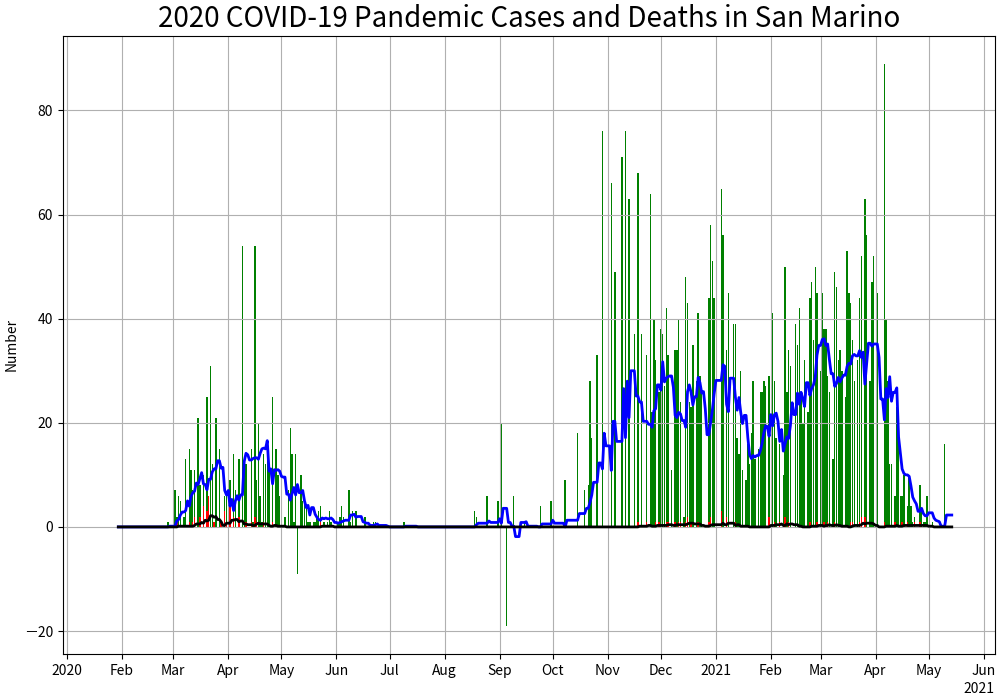 2020 COVID-19 Pandemic Cases and Deaths in San Marino
Number
80
60
40
20
0
−20
2020 Feb Mar Apr May Jun Jul Aug Sep Oct Nov Dec 2021 Feb Mar Apr May Jun
2021